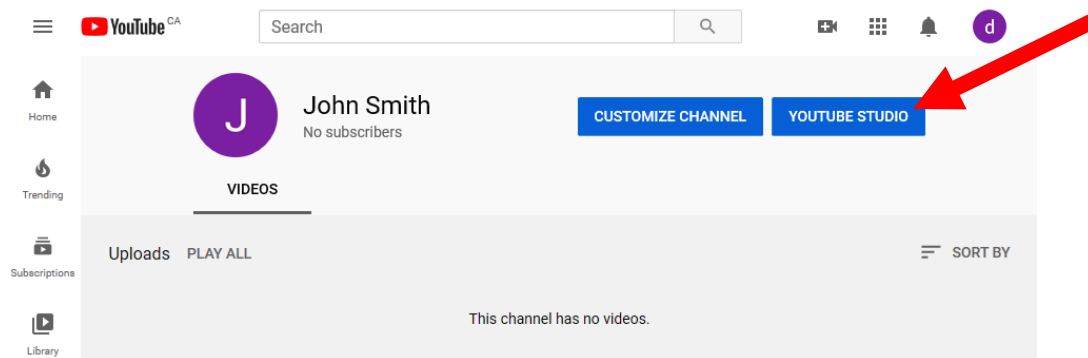 YouTube CA
Search
d
Home
Trending
Subscriptions
Library
J
John Smith
No subscribers
CUSTOMIZE CHANNEL
YOUTUBE STUDIO
VIDEOS
Uploads PLAY ALL
SORT BY
This channel has no videos.